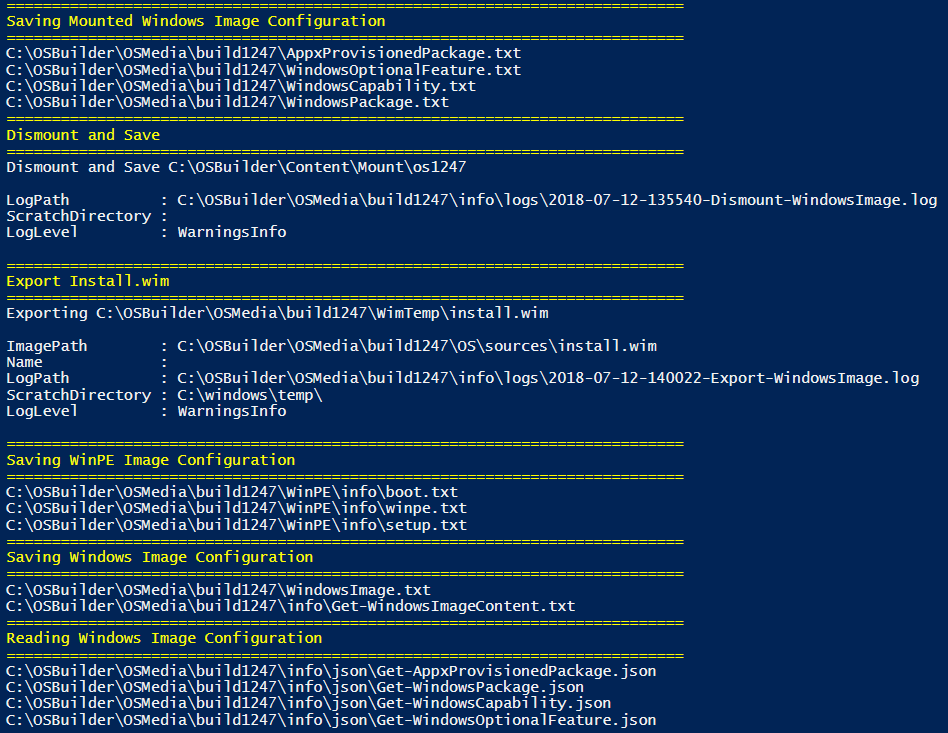 ===========================================================================
Saving Mounted Windows Image Configuration
===========================================================================
C:\OSBuilder\OSMedia\build1247\AppxProvisionedPackage.txt
C:\OSBuilder\OSMedia\build1247\WindowsOptionalFeature.txt
C:\OSBuilder\OSMedia\build1247\WindowsCapability.txt
C:\OSBuilder\OSMedia\build1247\WindowsPackage.txt
===========================================================================
Dismount and Save
===========================================================================
Dismount and Save C:\OSBuilder\Content\Mount\os1247
LogPath          : C:\OSBuilder\OSMedia\build1247\info\logs\2018-07-12-135540-Dismount-WindowsImage.log
ScratchDirectory :
LogLevel         : WarningsInfo
===========================================================================
Export Install.wim
===========================================================================
Exporting C:\OSBuilder\OSMedia\build1247\WimTemp\install.wim
ImagePath        : C:\OSBuilder\OSMedia\build1247\OS\sources\install.wim
Name             :
LogPath          : C:\OSBuilder\OSMedia\build1247\info\logs\2018-07-12-140022-Export-WindowsImage.log
ScratchDirectory : C:\windows\temp\
LogLevel         : WarningsInfo
===========================================================================
Saving WinPE Image Configuration
===========================================================================
C:\OSBuilder\OSMedia\build1247\WinPE\info\boot.txt
C:\OSBuilder\OSMedia\build1247\WinPE\info\winpe.txt
C:\OSBuilder\OSMedia\build1247\WinPE\info\setup.txt
===========================================================================
Saving Windows Image Configuration
===========================================================================
C:\OSBuilder\OSMedia\build1247\WindowsImage.txt
C:\OSBuilder\OSMedia\build1247\info\Get-WindowsImageContent.txt
===========================================================================
Reading Windows Image Configuration
===========================================================================
C:\OSBuilder\OSMedia\build1247\info\json\Get-AppxProvisionedPackage.json
C:\OSBuilder\OSMedia\build1247\info\json\Get-WindowsPackage.json
C:\OSBuilder\OSMedia\build1247\info\json\Get-WindowsCapability.json
C:\OSBuilder\OSMedia\build1247\info\json\Get-WindowsOptionalFeature.json